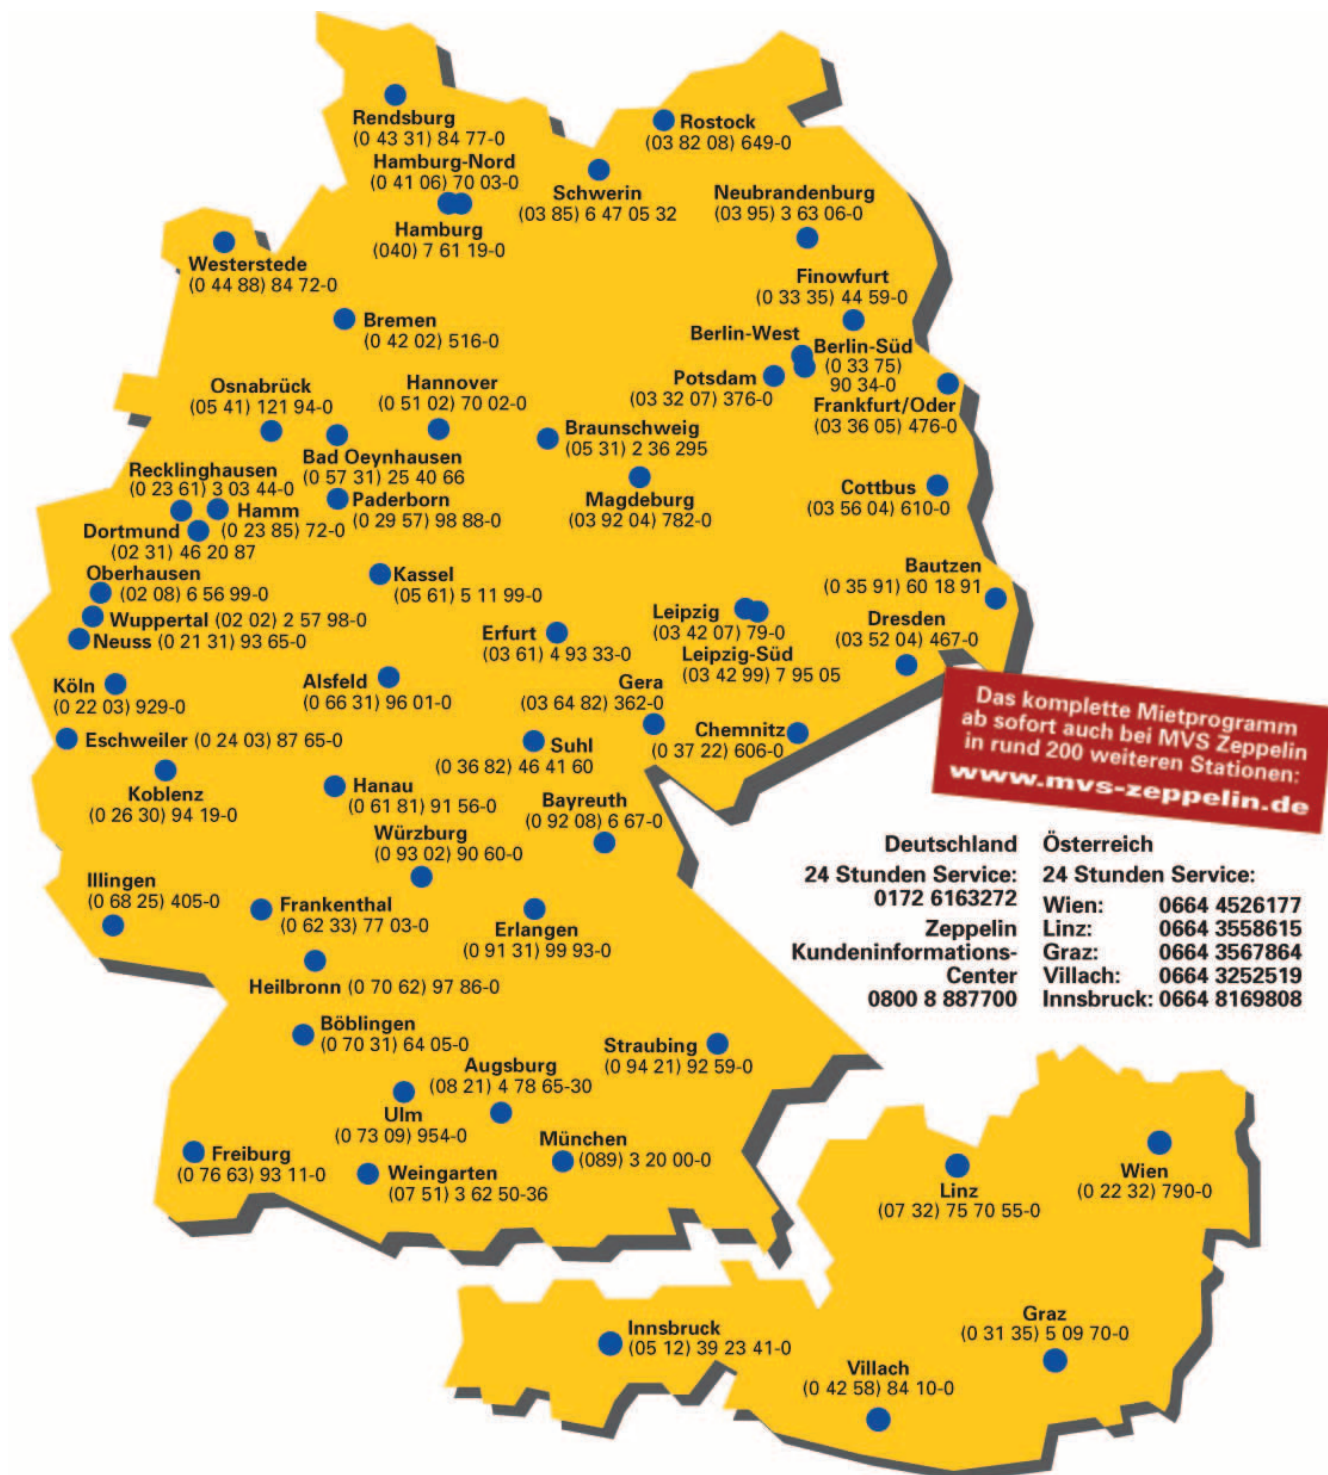 Rendsburg
(0 43 31) 84 77-0
Rostock
(03 82 08) 649-0
Hamburg-Nord
(0 41 06) 70 03-0
Schwerin
(03 85) 6 47 05 32
Neubrandenburg
(03 95) 3 63 06-0
Hamburg
(040) 7 61 19-0
Westerstede
(0 44 88) 84 72-0
Finowfurt
(0 33 35) 44 59-0
Bremen
(0 42 02) 516-0
Berlin-West
Berlin-Süd
(0 33 75)
90 34-0
Potsdam
(03 32 07) 376-0
Frankfurt/Oder
(03 36 05) 476-0
Osnabrück
(05 41) 121 94-0
Hannover
(0 51 02) 70 02-0
Braunschweig
(05 31) 2 36 295
Bad Oeynhausen
(0 57 31) 25 40 66
Recklinghausen
(0 23 61) 3 03 44-0
Magdeburg
(03 92 04) 782-0
Cottbus
(03 56 04) 610-0
Paderborn
(0 29 57) 98 88-0
Hamm
(0 23 85) 72-0
Dortmund
(02 31) 46 20 87
Oberhausen
(02 08) 6 56 99-0
Kassel
(05 61) 5 11 99-0
Bautzen
(0 35 91) 60 18 91
Wuppertal (02 02) 2 57 98-0
Neuss (0 21 31) 93 65-0
Leipzig
(03 42 07) 79-0
Dresden
(03 52 04) 467-0
Erfurt
(03 61) 4 93 33-0
Leipzig-Süd
(03 42 99) 7 95 05
Köln
(0 22 03) 929-0
Alsfeld
(0 66 31) 96 01-0
Gera
(03 64 82) 362-0
Chemnitz
(0 37 22) 606-0
Eschweiler (0 24 03) 87 65-0
Suhl
(0 36 82) 46 41 60
Koblenz
(0 26 30) 94 19-0
Hanau
(0 61 81) 91 56-0
Bayreuth
(0 92 08) 6 67-0
Würzburg
(0 93 02) 90 60-0
Illingen
(0 68 25) 405-0
Frankenthal
(0 62 33) 77 03-0
Erlangen
(0 91 31) 99 93-0
Heilbronn (0 70 62) 97 86-0
Böblingen
(0 70 31) 64 05-0
Straubing
(0 94 21) 92 59-0
Augsburg
(08 21) 4 78 65-30
Ulm
(0 73 09) 954-0
München
(089) 3 20 00-0
Freiburg
(0 76 63) 93 11-0
Weingarten
(07 51) 3 62 50-36
Das komplette Mietprogramm
ab sofort auch bei MVS Zeppelin
in rund 200 weiteren Stationen:
www.mvs-zeppelin.de
Deutschland
24 Stunden Service:
0172 6163272
Zeppelin
Kundeninformations-
Center
0800 8 887700
Österreich
24 Stunden Service:
Wien: 0664 4526177
Linz: 0664 3558615
Graz: 0664 3567864
Villach: 0664 3252519
Innsbruck: 0664 8169808
Wien
(0 22 32) 790-0
Linz
(07 32) 75 70 55-0
Graz
(0 31 35) 5 09 70-0
Innsbruck
(05 12) 39 23 41-0
Villach
(0 42 58) 84 10-0